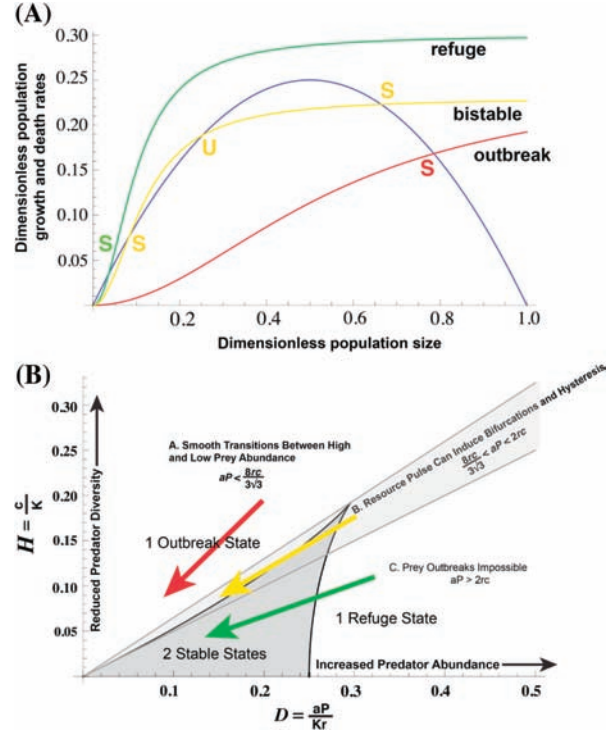 (A)
0.30
0.25
0.20
0.15
0.10
0.05
Dimensionless population
growth and death rates
refuge
bistable
outbreak
S
S
U
S
S
0.2
0.4
0.6
0.8
1.0
Dimensionless population size
(B)
0.30
0.25
0.20
0.15
0.10
0.05
H = c/K
Reduced Predator Diversity
A. Smooth Transitions Between High
and Low Prey Abundance
aP < 8rc/3√3
B. Resource Pulse Can Induce Bifurcations and Hysteresis
8rc/3√3 < aP < 2rc
1 Outbreak State
C. Prey Outbreaks Impossible
aP > 2rc
1 Refuge State
2 Stable States
Increased Predator Abundance
0.1
0.2
0.3
0.4
0.5
D = aP/Kr